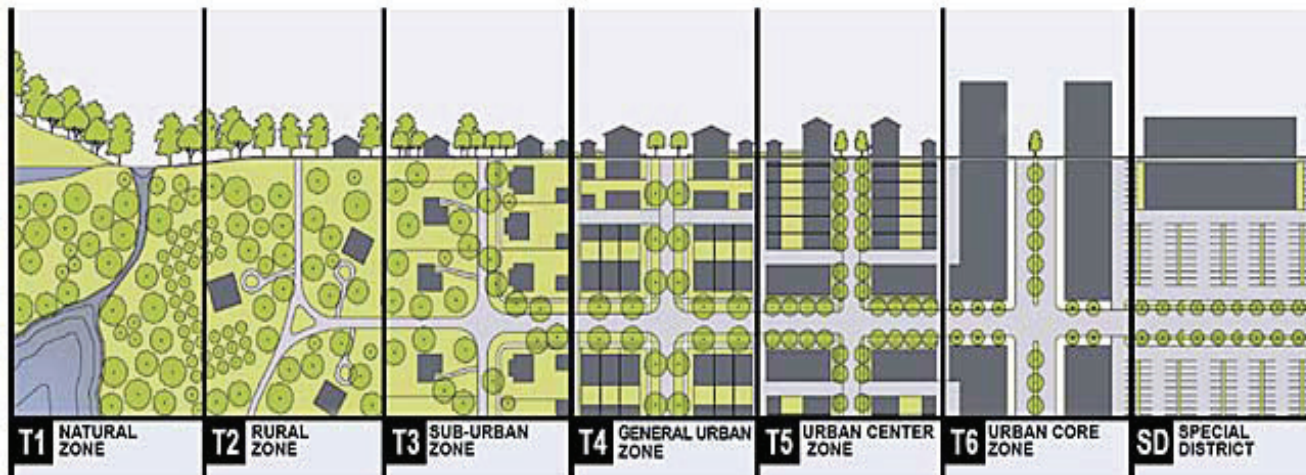 T1 NATURAL
ZONE
T2 RURAL
ZONE
T3 SUB-URBAN
ZONE
T4 GENERAL URBAN
ZONE
T5 URBAN CENTER
ZONE
T6 URBAN CORE
ZONE
SD SPECIAL
DISTRICT